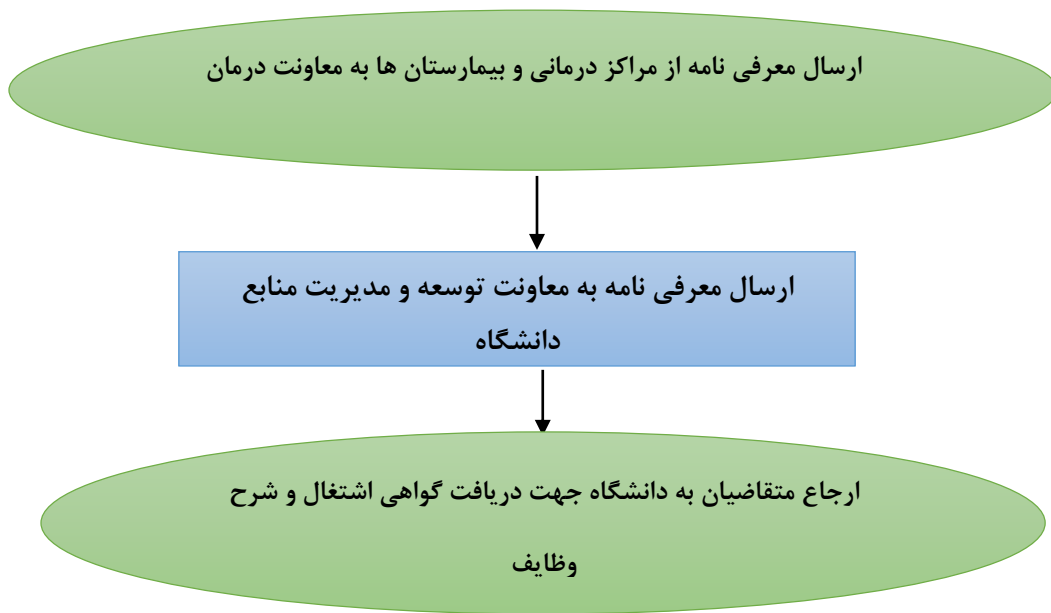 ارسال معرفی نامه از مراکز درمانی و بیمارستان ها به معاونت درمان
ارسال معرفی نامه به معاونت توسعه و مدیریت منابع
دانشگاه
ارجاع متقاضیان به دانشگاه جهت دریافت گواهی اشتغال و شرح
وظایف